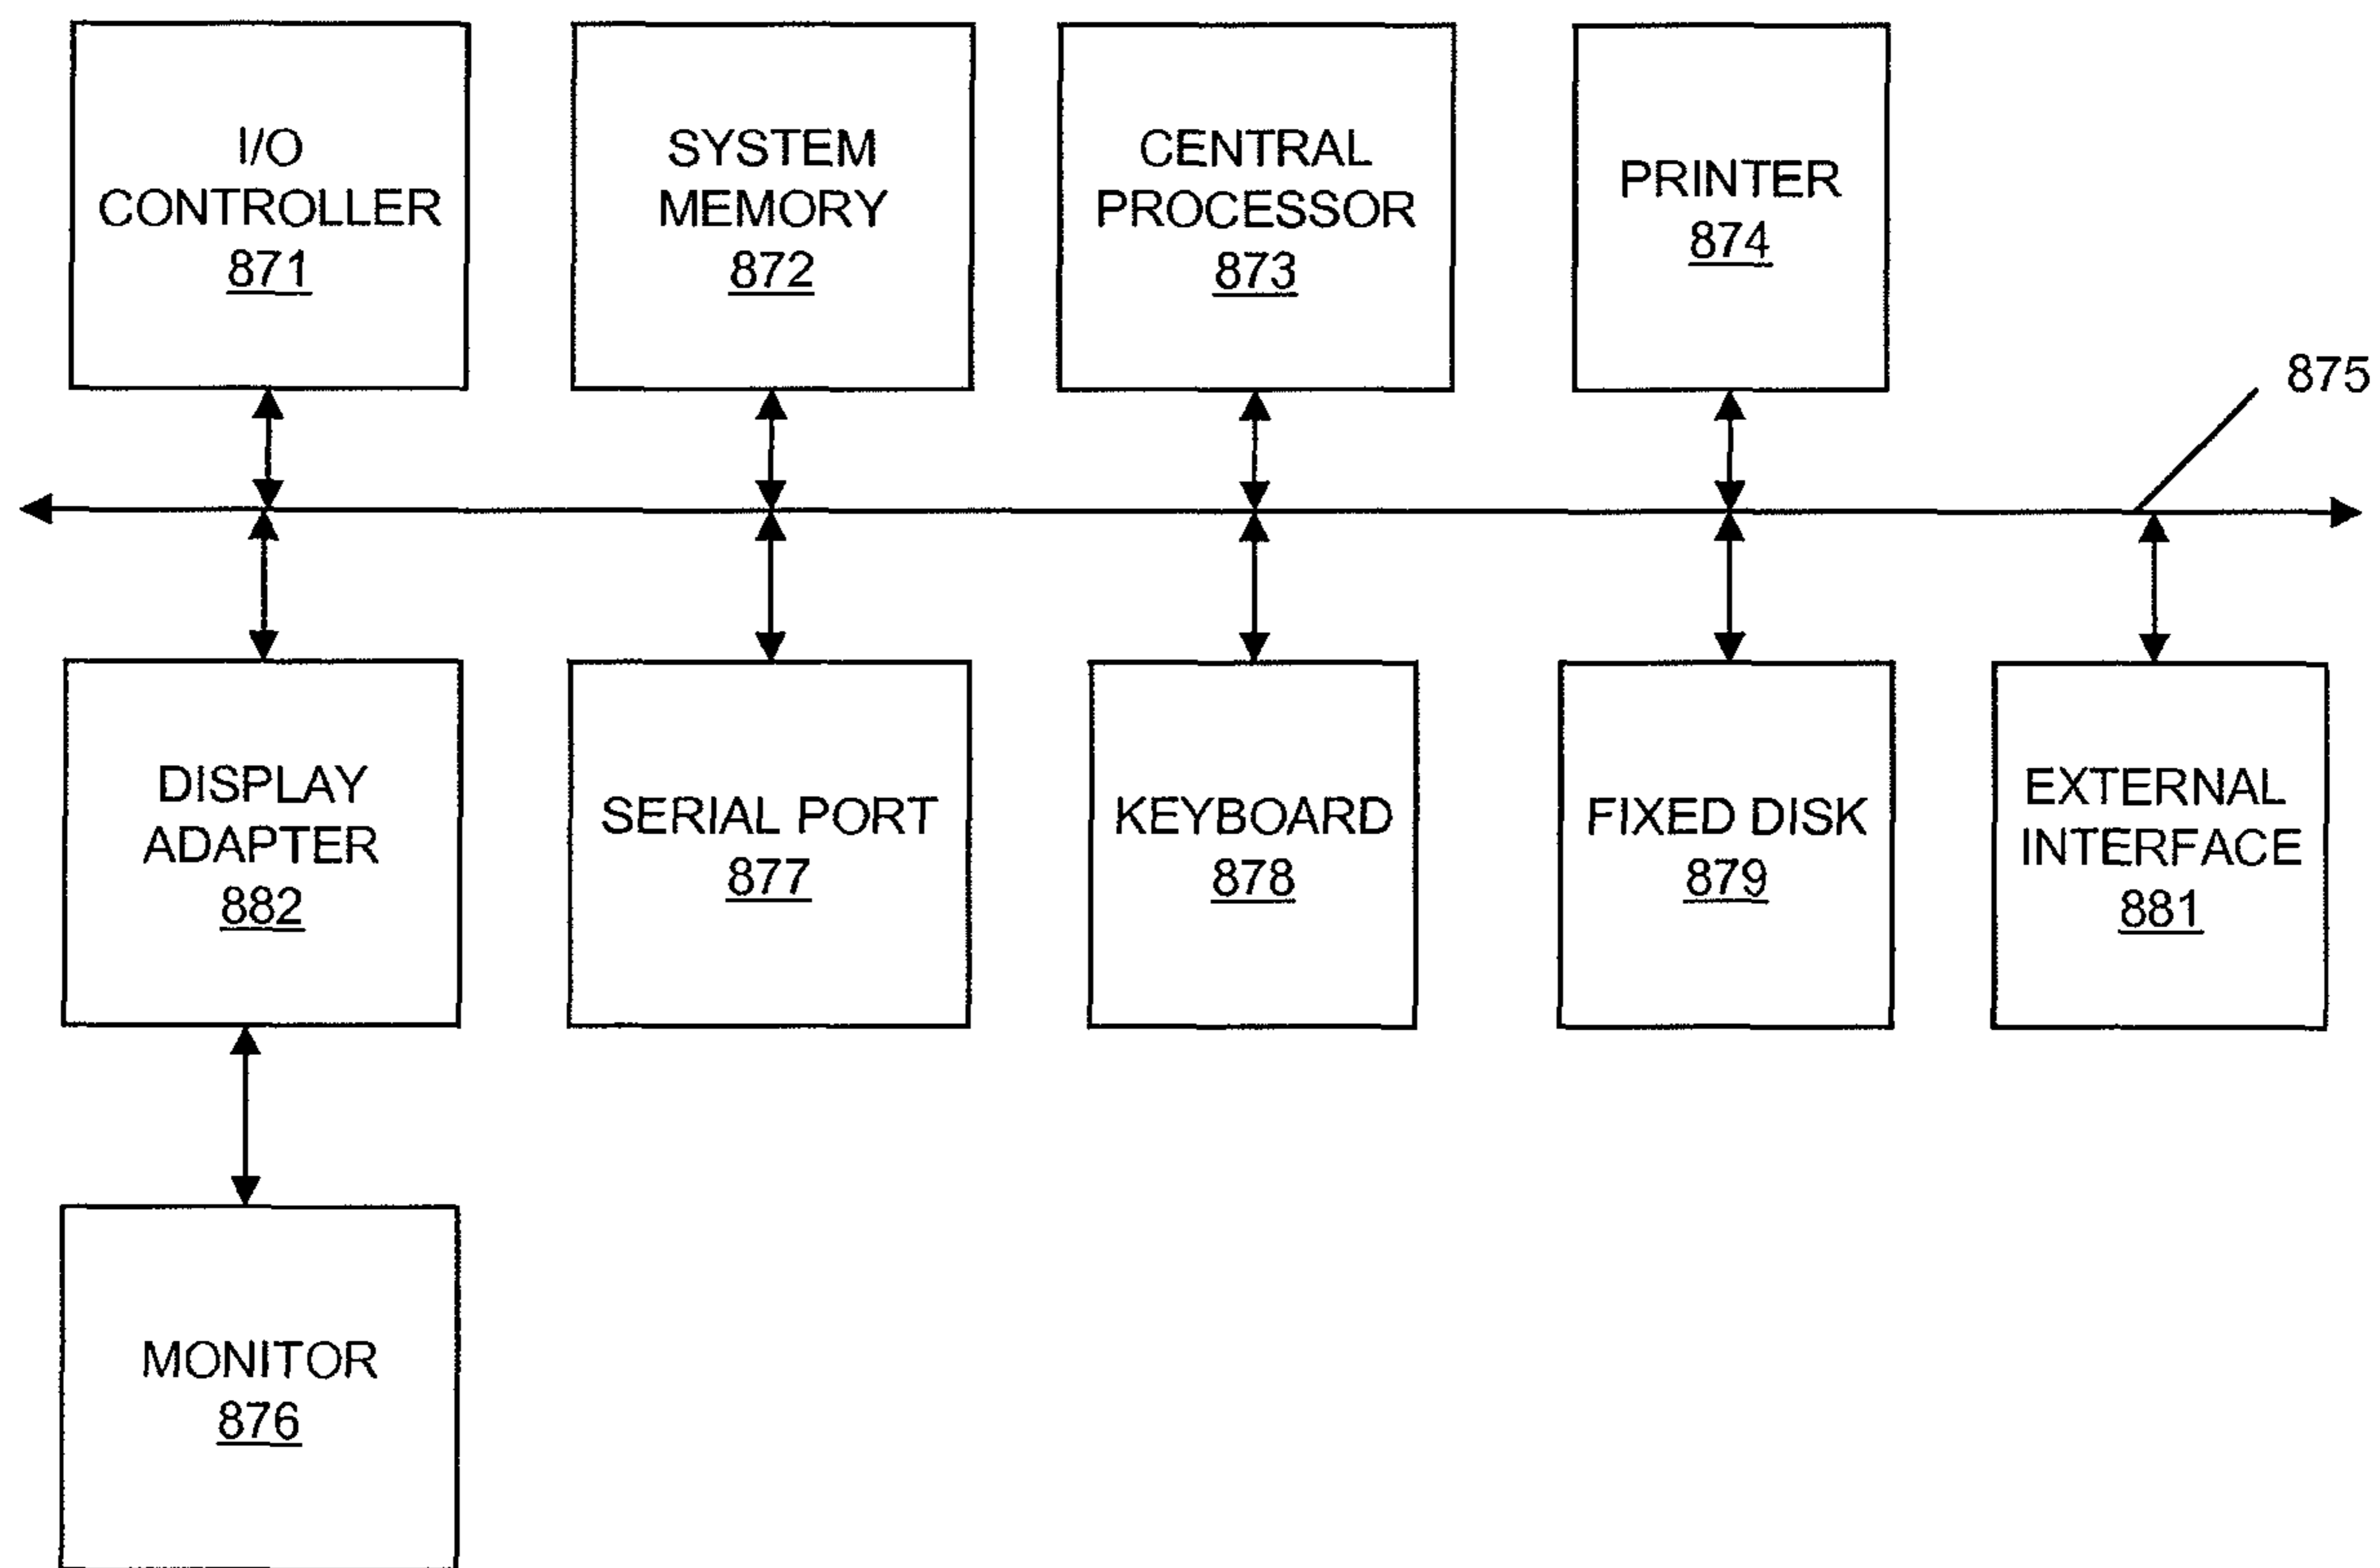 I/O
CONTROLLER
871
SYSTEM
MEMORY
872
CENTRAL
PROCESSOR
873
PRINTER
874
875
DISPLAY
ADAPTER
882
SERIAL PORT
877
KEYBOARD
878
FIXED DISK
879
EXTERNAL
INTERFACE
881
MONITOR
876